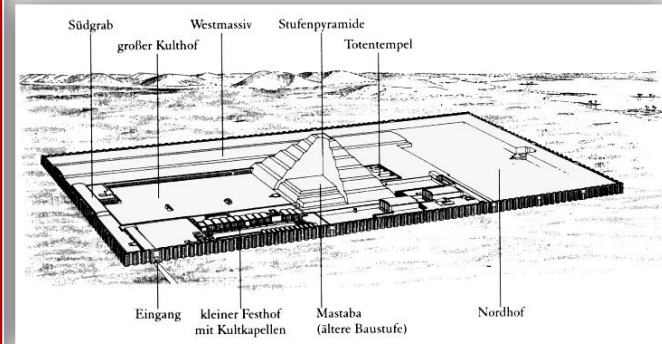 Südgrab
Westmassiv
Stufenpyramide
großer Kulthof
Totentempel
Eingang
kleiner Festhof
mit Kultkapellen
Mastaba
(ältere Baustufe)
Nordhof